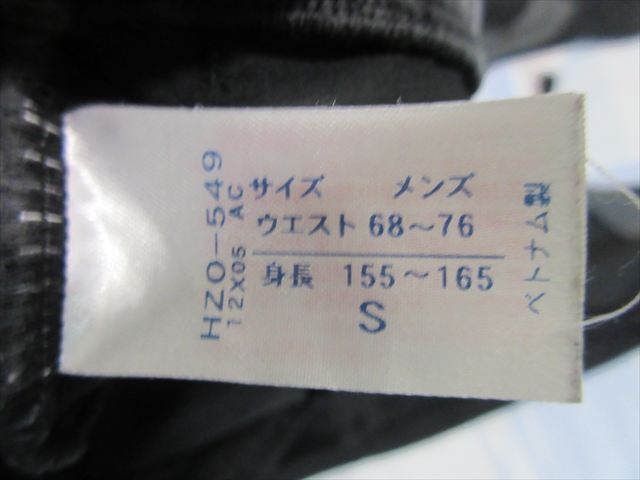 HZO-549
12X05 AC
サイズ メンズ
ウエスト 68～76
身長 155～165
S
ベトナム製